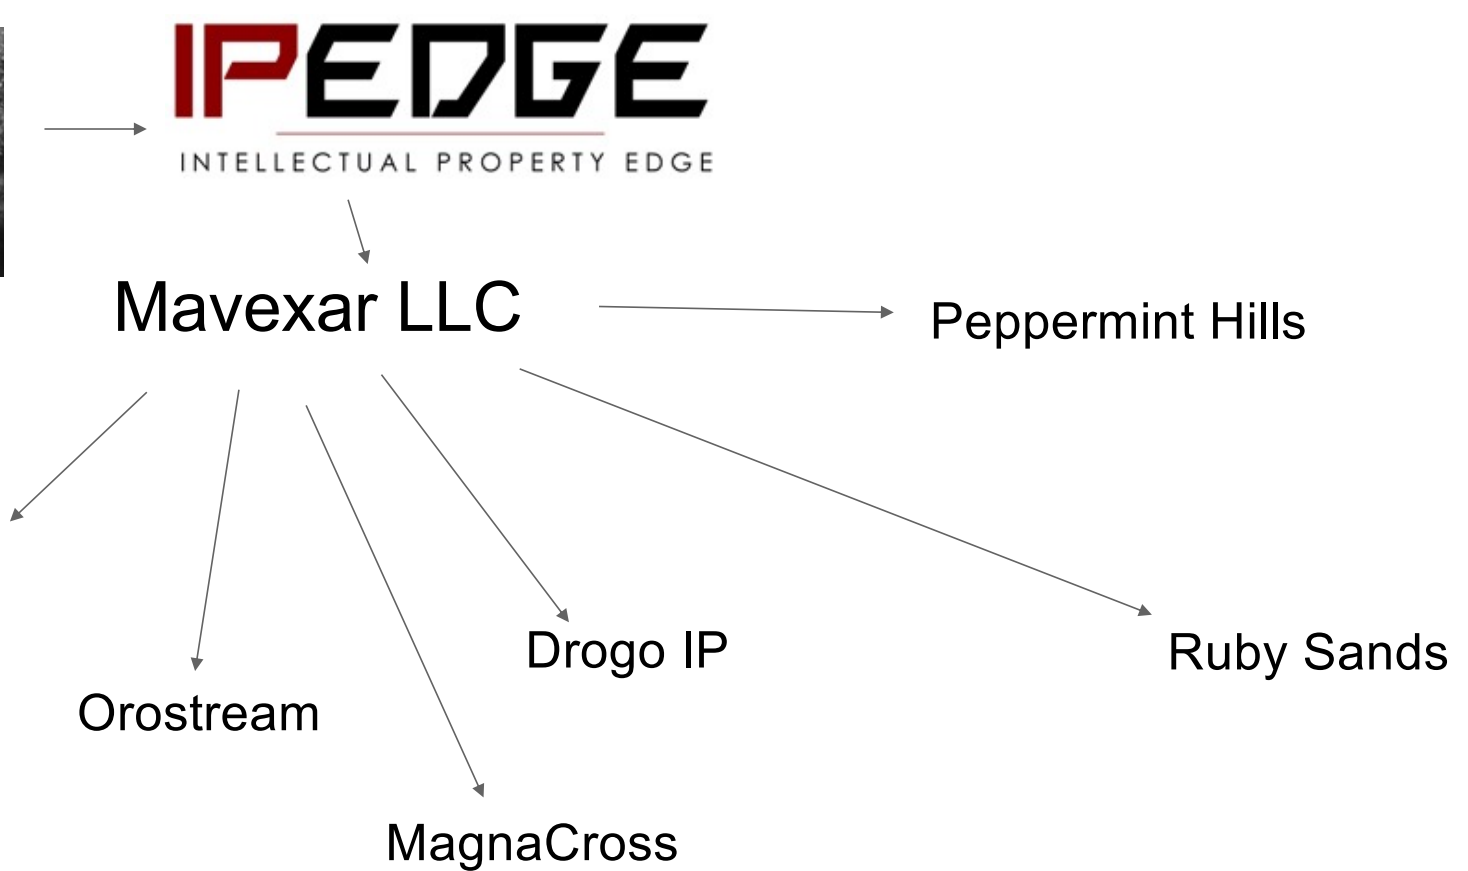 IPEDGE
INTELLECTUAL PROPERTY EDGE
Mavexar LLC
Peppermint Hills
Drogo IP
Ruby Sands
Orostream
MagnaCross